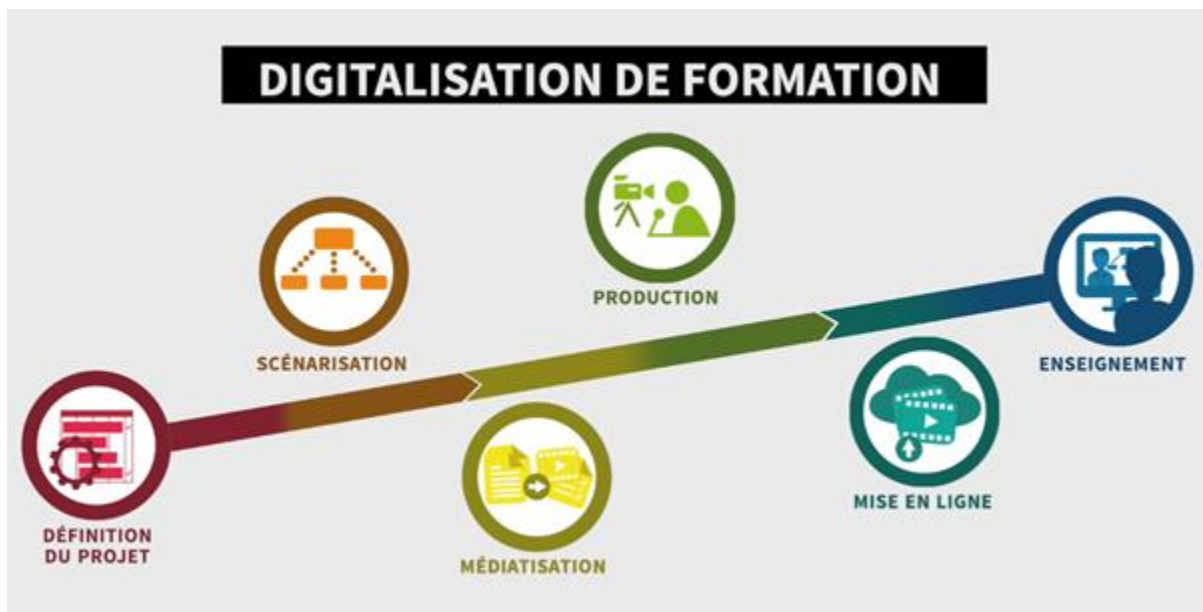 DIGITALISATION DE FORMATION
DÉFINITION
DU PROJET
SCÉNARISATION
MÉDIATISATION
PRODUCTION
MISE EN LIGNE
ENSEIGNEMENT